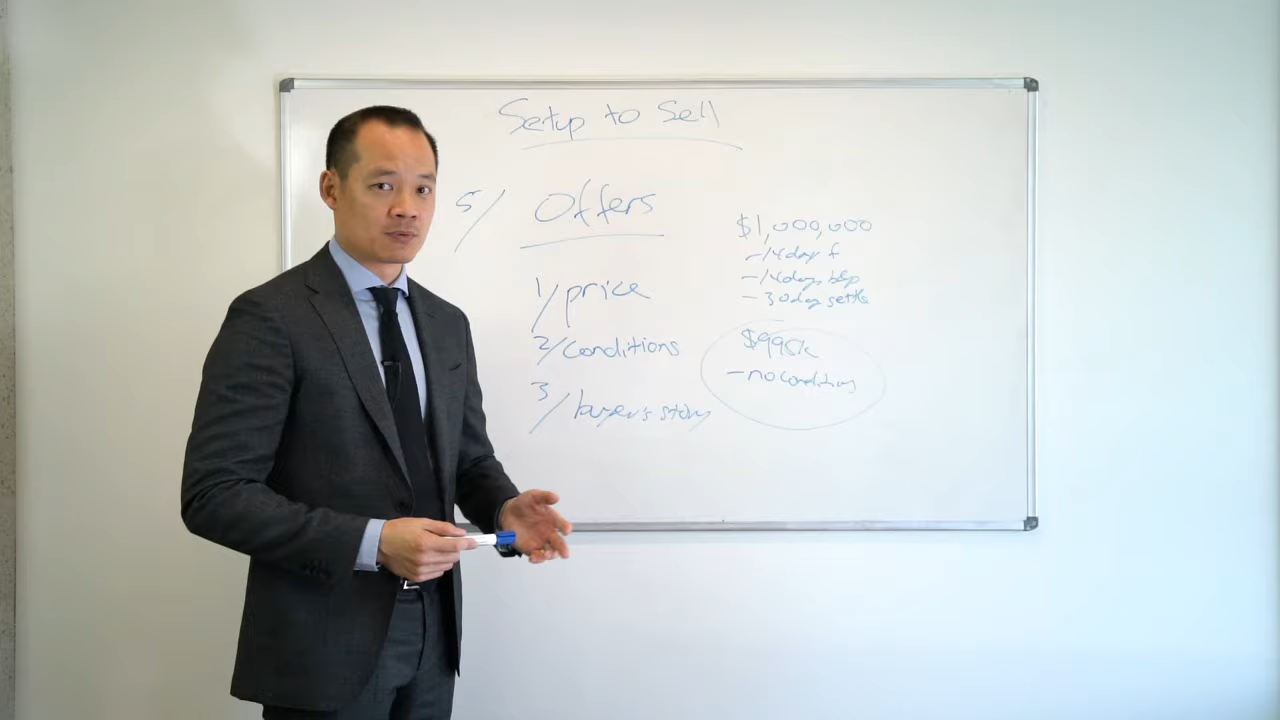 Setup to Sell
5/ Offers
1/ price
2/ conditions
3/ buyer's story
$1,000,000
- 14 day f
- 14 days b&p
- 30 day settle
$995k
- no conditions